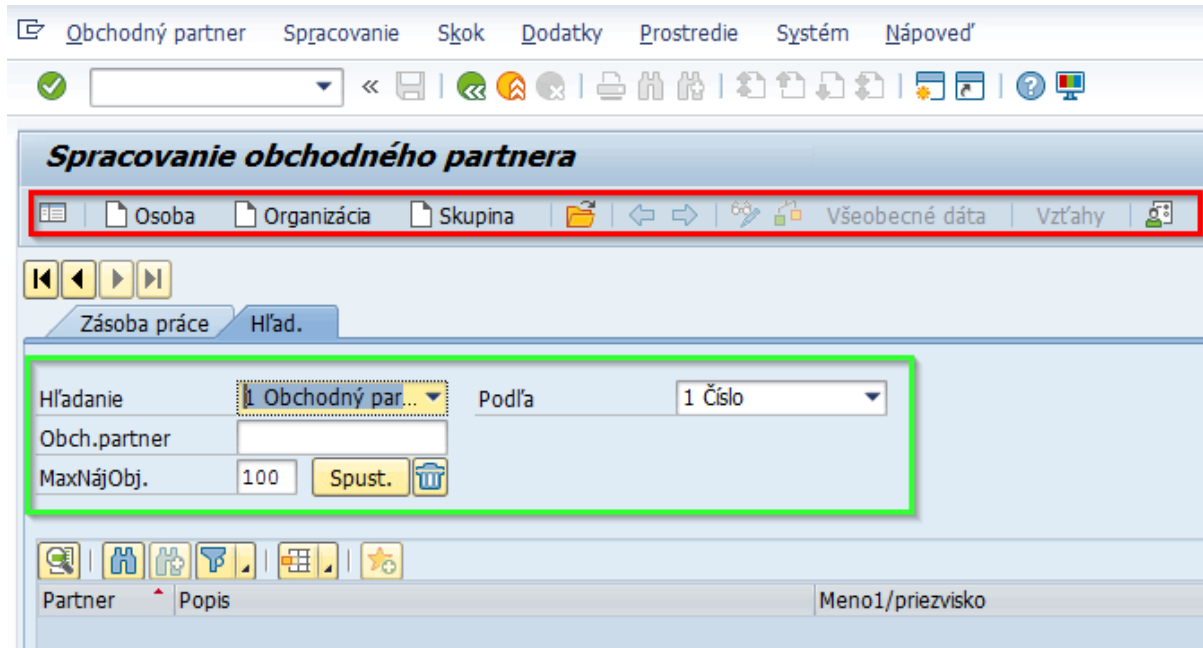 Obchodný partner Spracovanie Skok Dodatky Prostredie Systém Nápoveď
Spracovanie obchodného partnera
Osoba Organizácia Skupina Všeobecné dáta Vzťahy
Zásoba práce Hľad.
Hľadanie 1 Obchodný par... Podľa 1 Číslo
Obch.partner
MaxNájObj. 100 Spust.
Partner Popis Meno1/priezvisko